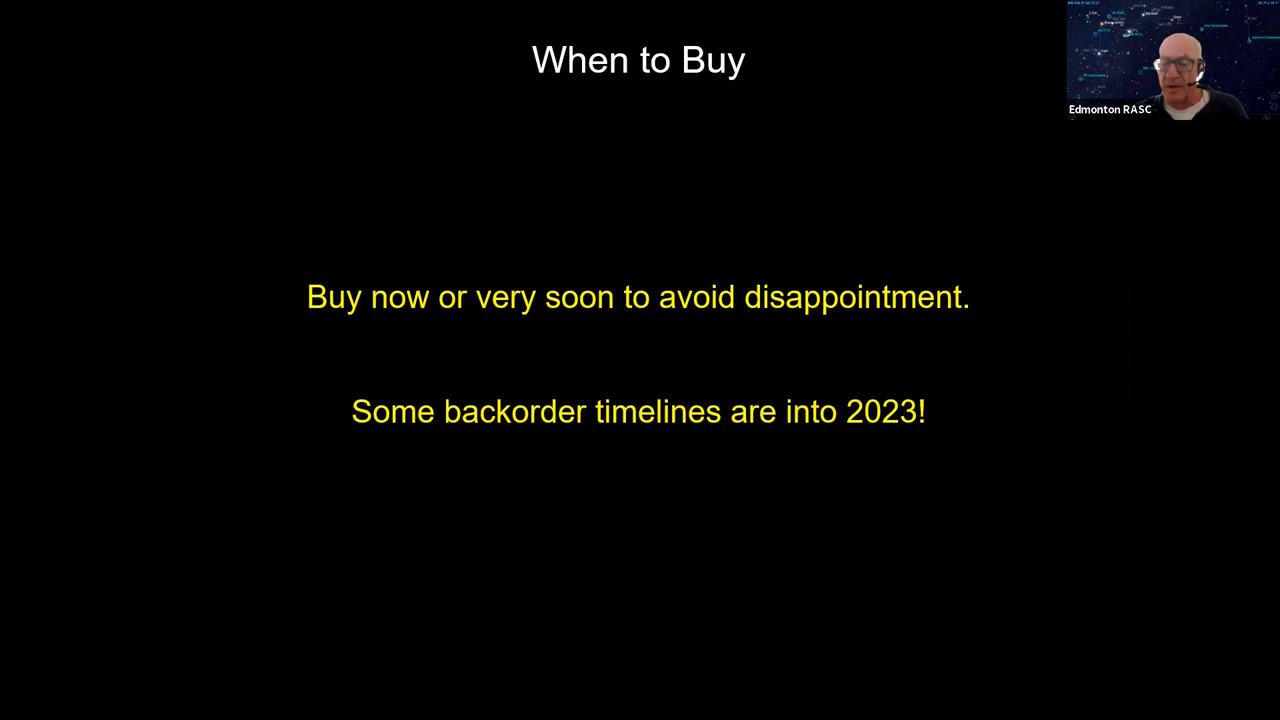 When to Buy
Edmonton RASC
Buy now or very soon to avoid disappointment.
Some backorder timelines are into 2023!